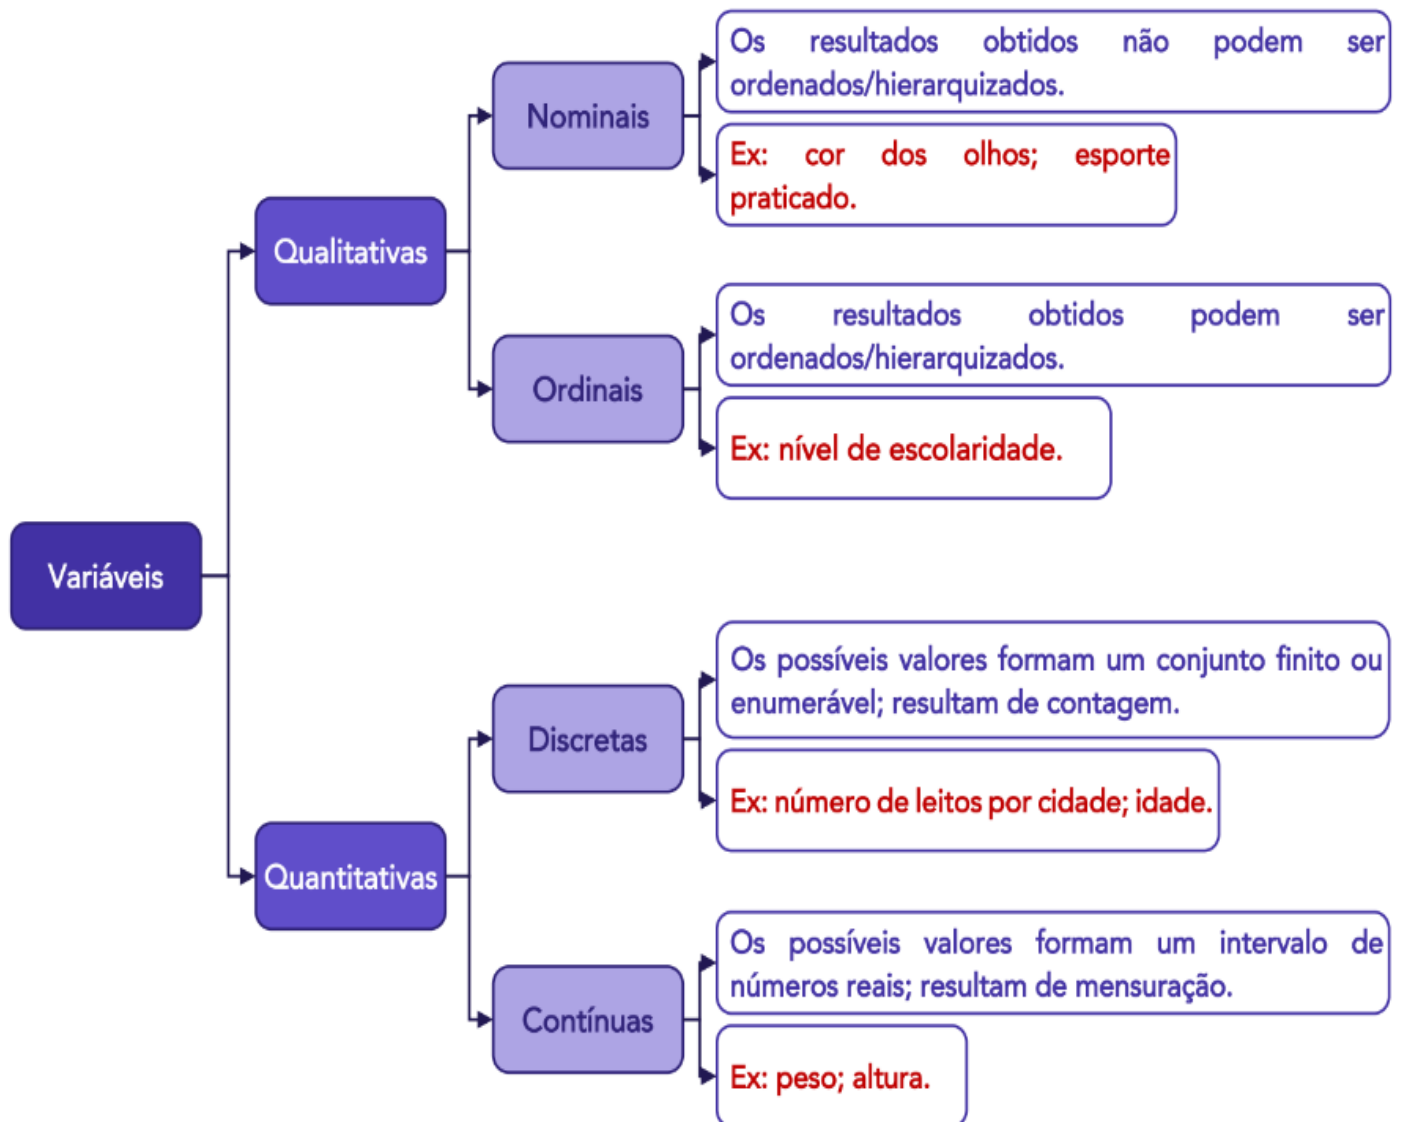 Variáveis
Qualitativas
Nominais
Os resultados obtidos não podem ser
ordenados/hierarquizados.
Ex: cor dos olhos; esporte
praticado.
Ordinais
Os resultados obtidos podem ser
ordenados/hierarquizados.
Ex: nível de escolaridade.
Quantitativas
Discretas
Os possíveis valores formam um conjunto finito ou
enumerável; resultam de contagem.
Ex: número de leitos por cidade; idade.
Contínuas
Os possíveis valores formam um intervalo de
números reais; resultam de mensuração.
Ex: peso; altura.